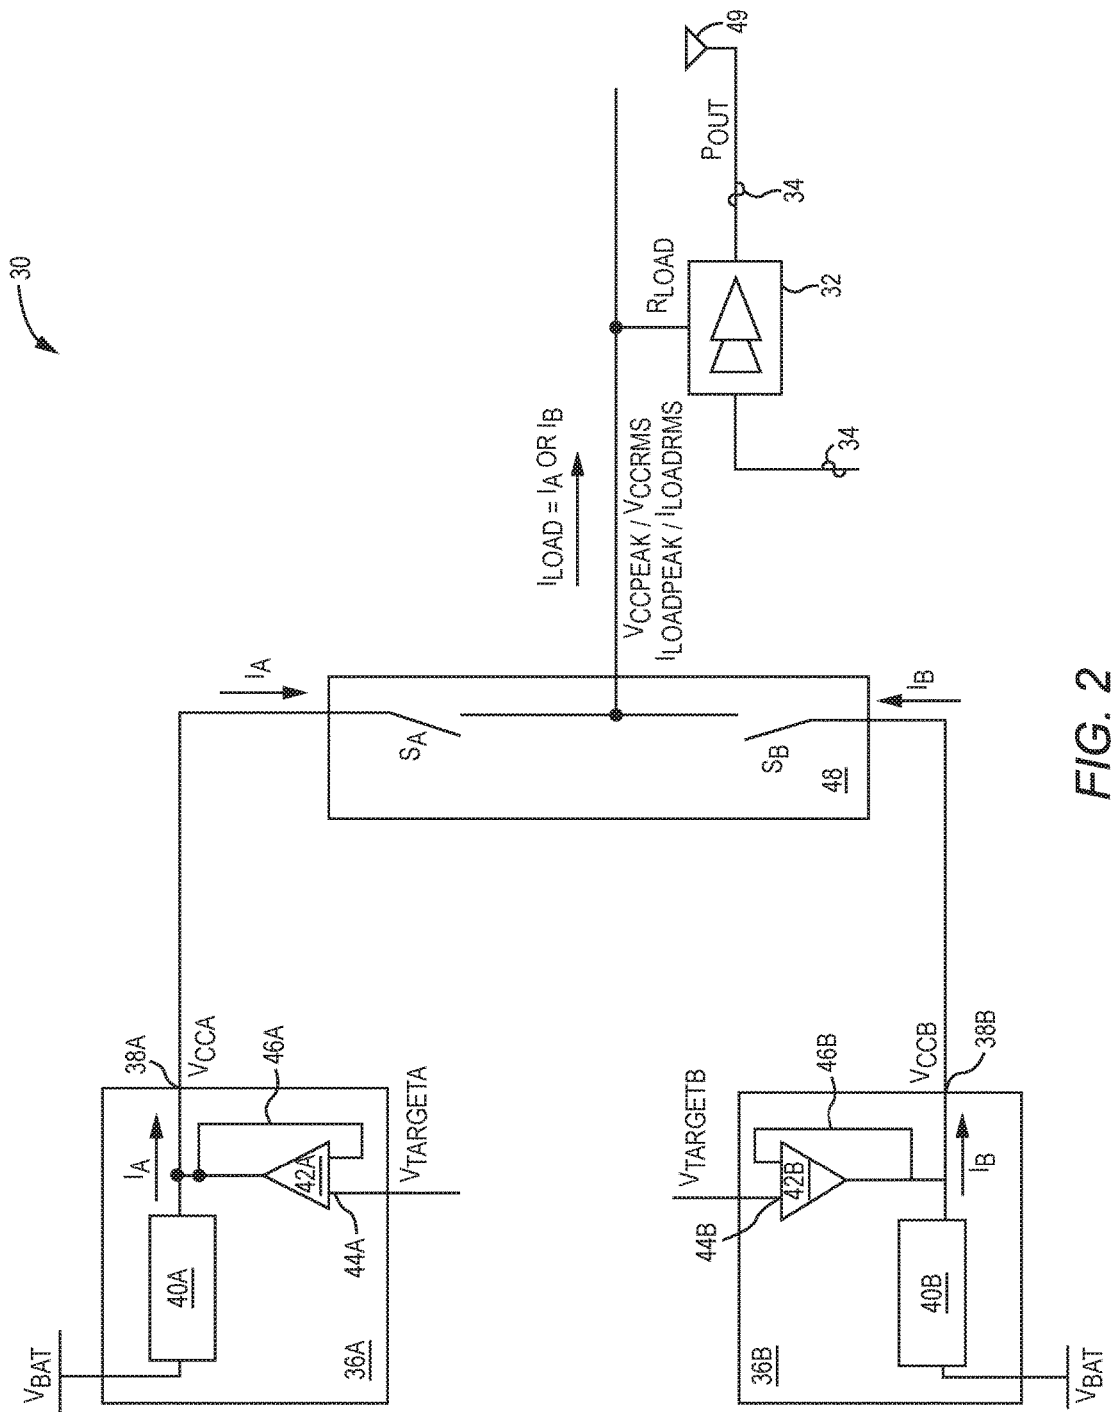 30
VBAT
36A
40A
IA
42A
44A
46A
38A
VCCA
VTARGETA
VBAT
36B
40B
IB
42B
44B
46B
38B
VCCB
VTARGETB
IA
SA
SB
48
IB
ILOAD = IA OR IB
VCCPEAK / VCCRMS
ILOADPEAK / ILOADRMS
RLOAD
32
34
34
POUT
49
FIG. 2